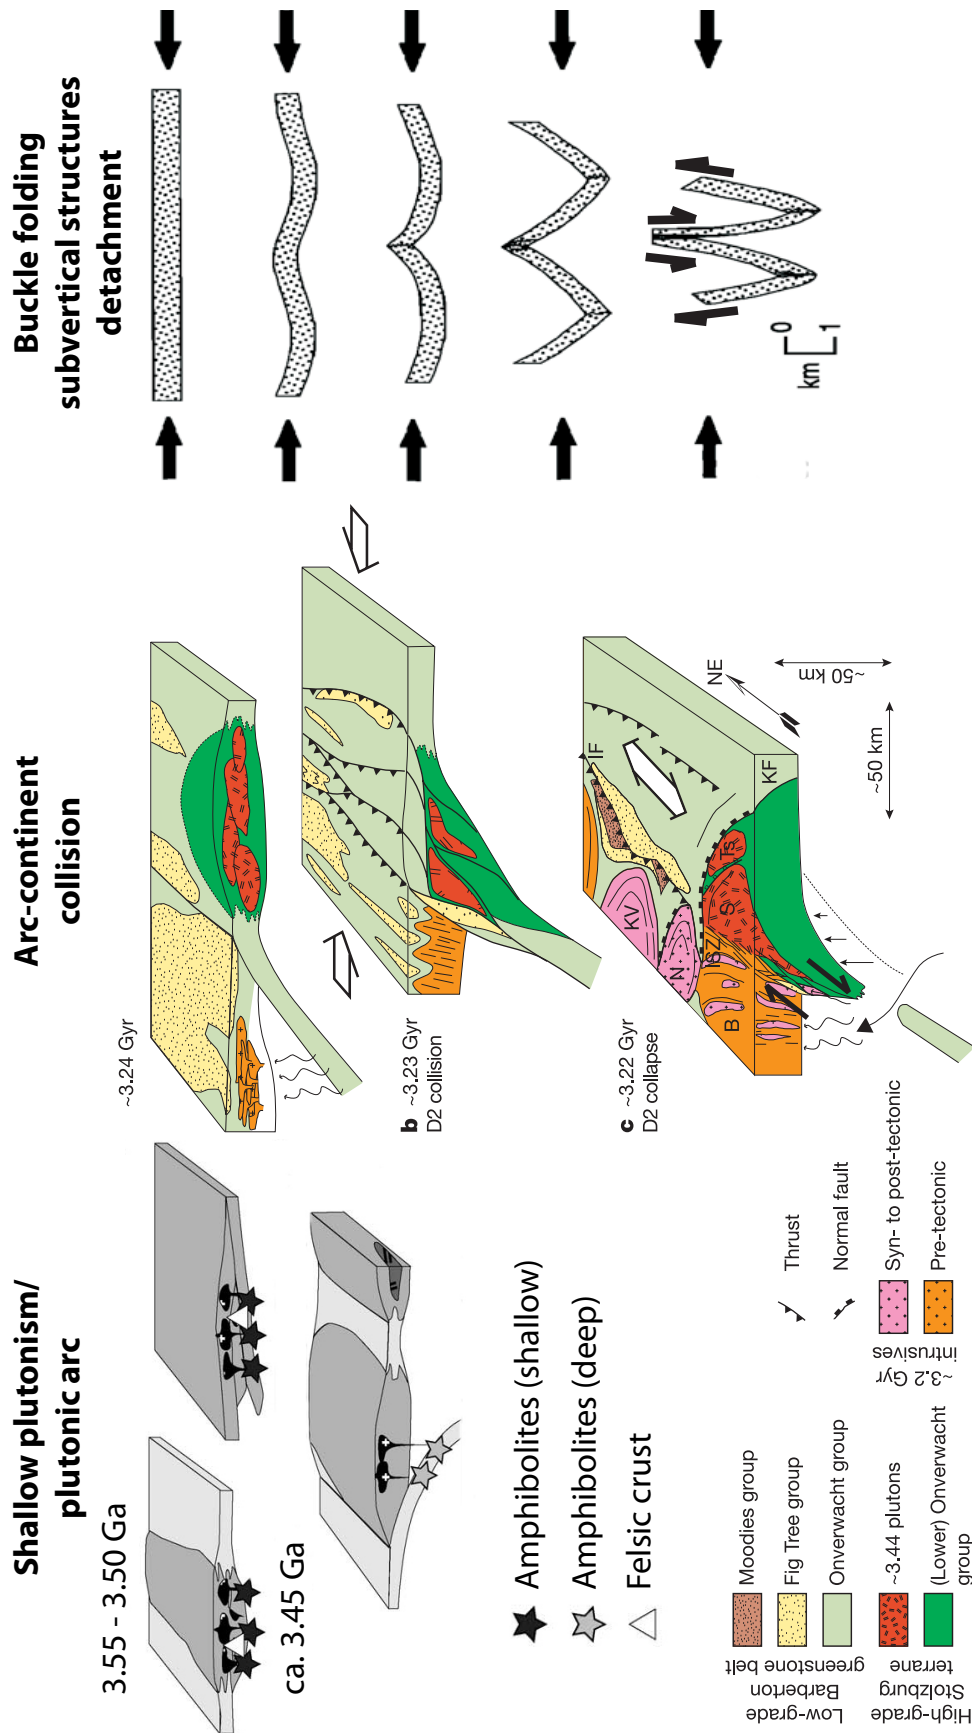 Shallow plutonism/
plutonic arc
3.55 - 3.50 Ga
ca. 3.45 Ga
Amphibolites (shallow)
Amphibolites (deep)
Felsic crust
Arc-continent
collision
~3.24 Gyr
b ~3.23 Gyr
D2 collision
c ~3.22 Gyr
D2 collapse
KV
N
ISZ
B
S
Ts
IF
KF
NE
~50 km
~50 km
Low-grade
Barberton
greenstone belt
Moodies group
Fig Tree group
Onverwacht group
High-grade
Stolzburg
terrane
~3.44 plutons
(Lower) Onverwacht
group
Thrust
Normal fault
~3.2 Gyr
intrusives
Syn- to post-tectonic
Pre-tectonic
Buckle folding
subvertical structures
detachment
km
0
1